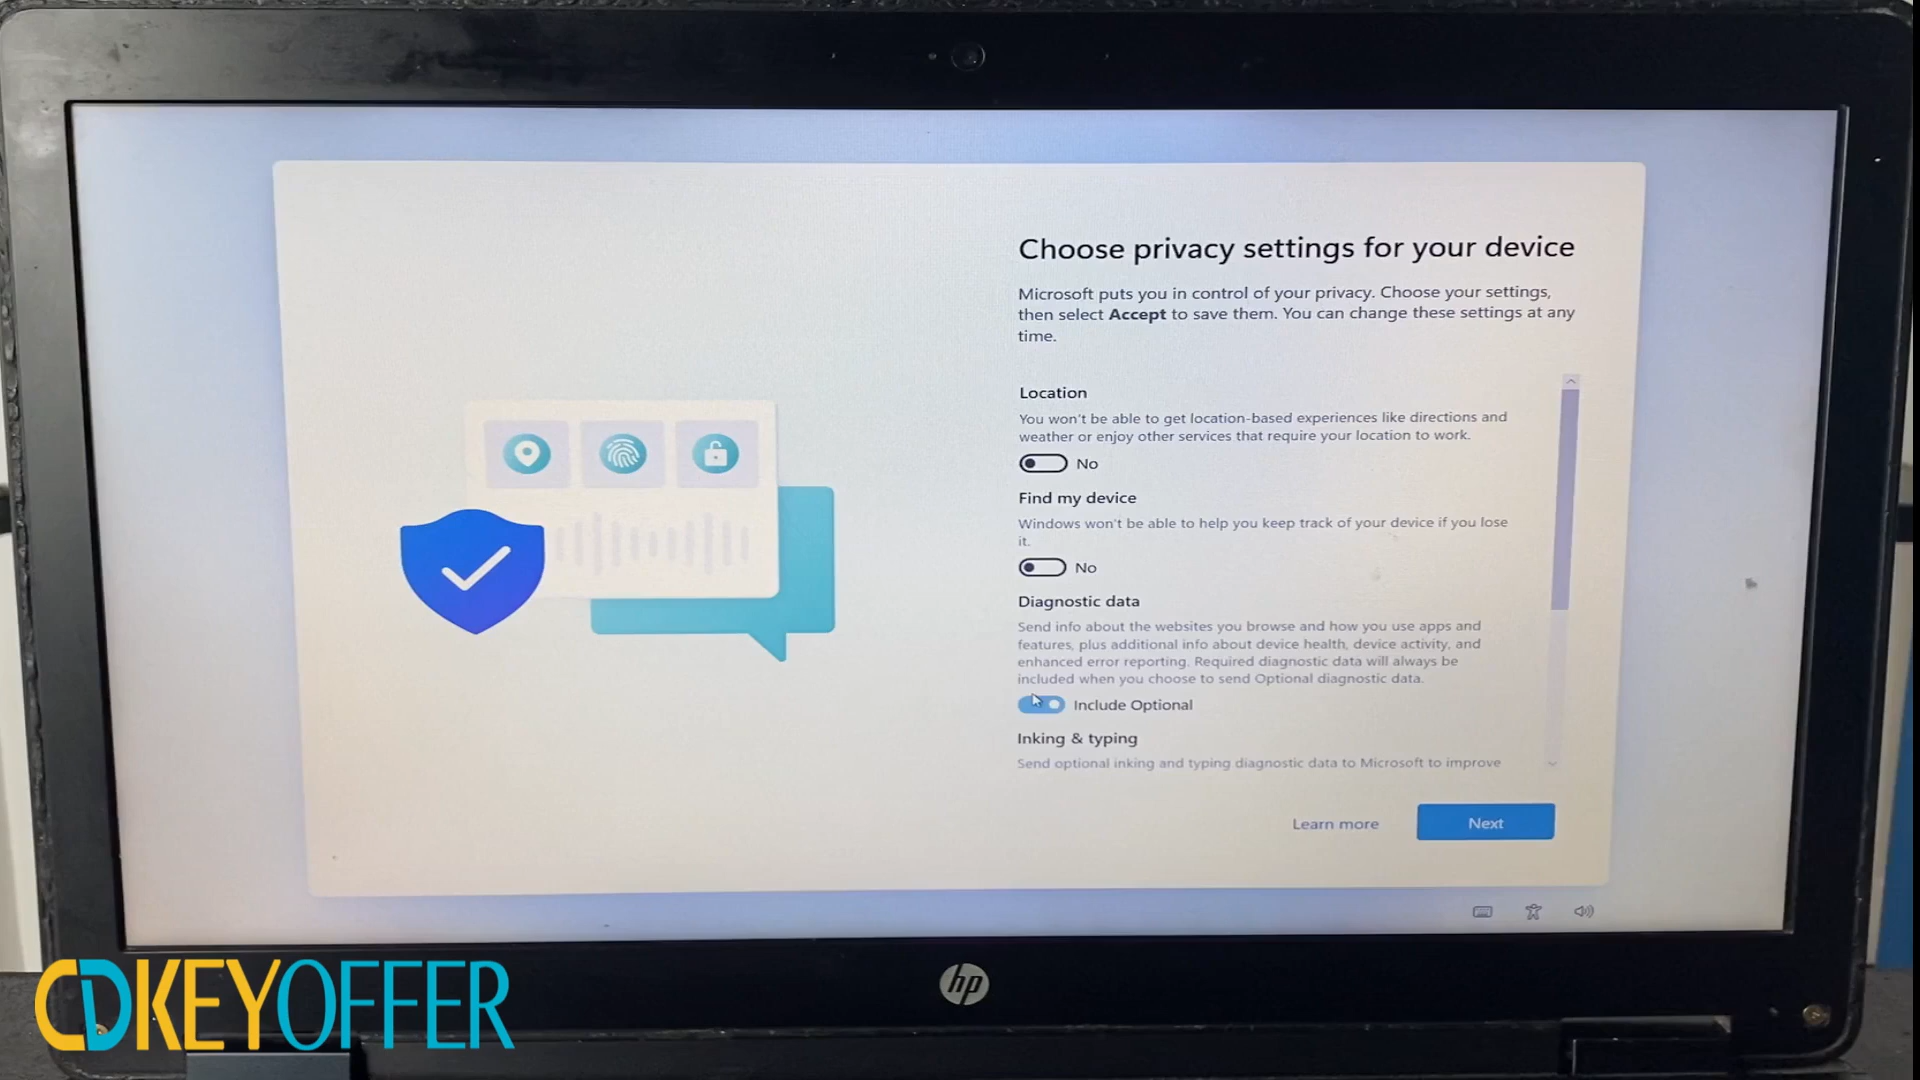 Choose privacy settings for your device
Microsoft puts you in control of your privacy. Choose your settings,
then select Accept to save them. You can change these settings at any
time.
Location
You won't be able to get location-based experiences like directions and
weather or enjoy other services that require your location to work.
No
Find my device
Windows won't be able to help you keep track of your device if you lose
it.
No
Diagnostic data
Send info about the websites you browse and how you use apps and
features, plus additional info about device health, device activity, and
enhanced error reporting. Required diagnostic data will always be
included when you choose to send Optional diagnostic data.
Include Optional
Inking & typing
Send optional inking and typing diagnostic data to Microsoft to improve
Learn more
Next
hp
CDKEYOFFER